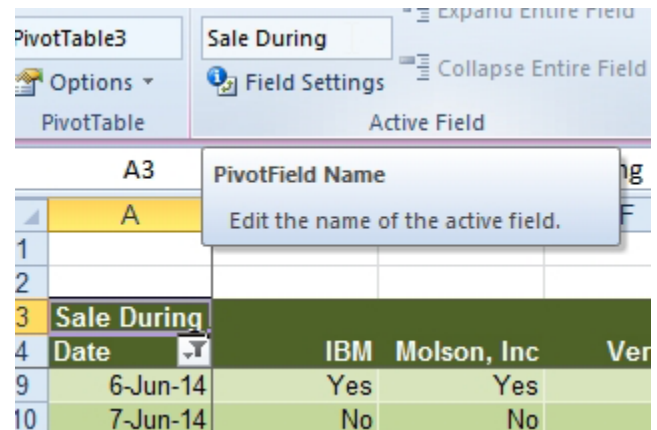 PivotTable3 Sale During Expand Entire Field
Options Field Settings Collapse Entire Field
PivotTable Active Field
A3
PivotField Name
Edit the name of the active field.
A F
1
2
3 Sale During
4 Date IBM Molson, Inc
9 6-Jun-14 Yes Yes
10 7-Jun-14 No No